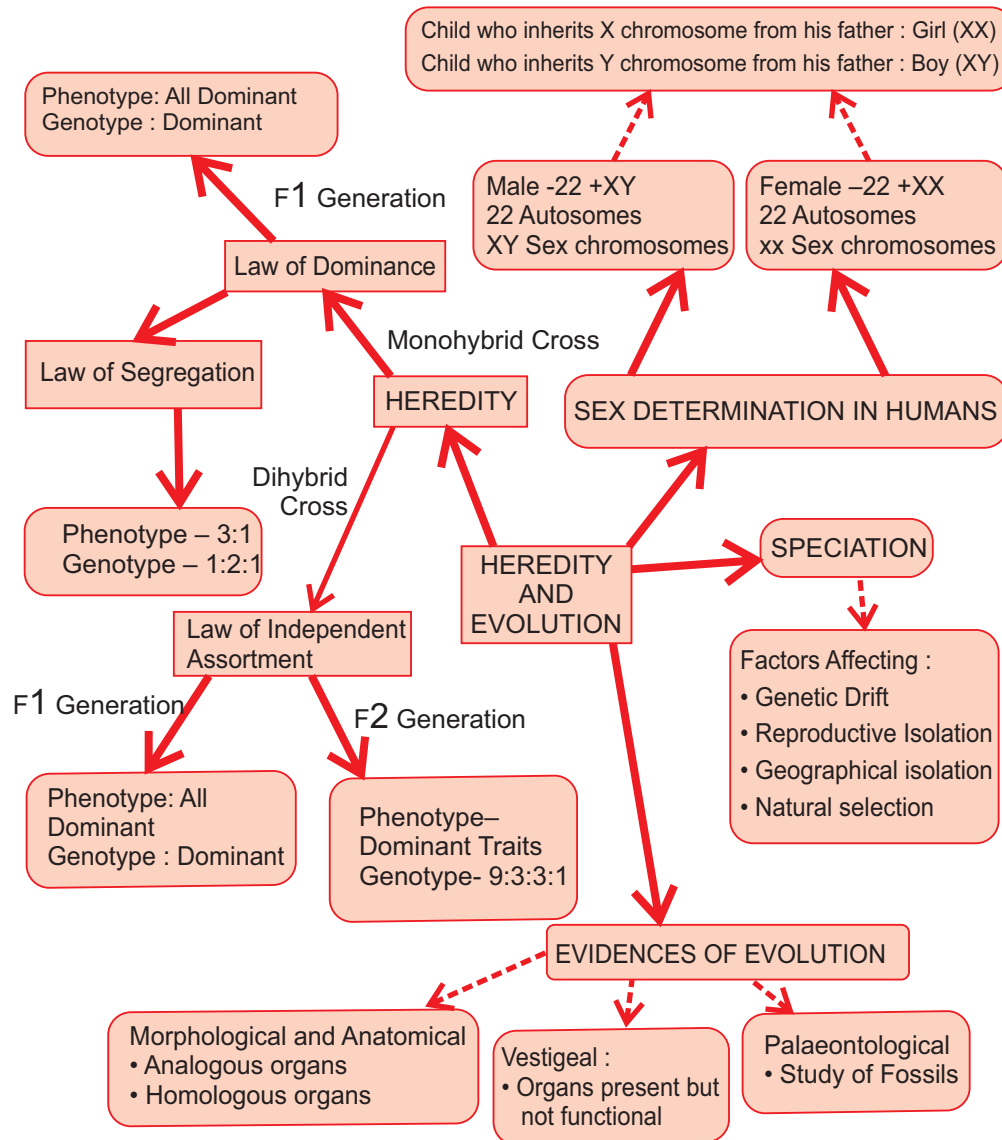 Child who inherits X chromosome from his father : Girl (XX)
Child who inherits Y chromosome from his father : Boy (XY)
Phenotype: All Dominant
Genotype : Dominant
F1 Generation
Male -22 +XY
22 Autosomes
XY Sex chromosomes
Female –22 +XX
22 Autosomes
xx Sex chromosomes
Law of Dominance
Monohybrid Cross
Law of Segregation
HEREDITY
SEX DETERMINATION IN HUMANS
Dihybrid
Cross
Phenotype – 3:1
Genotype – 1:2:1
HEREDITY
AND
EVOLUTION
SPECIATION
Law of Independent
Assortment
Factors Affecting :
• Genetic Drift
• Reproductive Isolation
• Geographical isolation
• Natural selection
F1 Generation
F2 Generation
Phenotype: All
Dominant
Genotype : Dominant
Phenotype–
Dominant Traits
Genotype- 9:3:3:1
EVIDENCES OF EVOLUTION
Morphological and Anatomical
• Analogous organs
• Homologous organs
Vestigeal :
• Organs present but
not functional
Palaeontological
• Study of Fossils